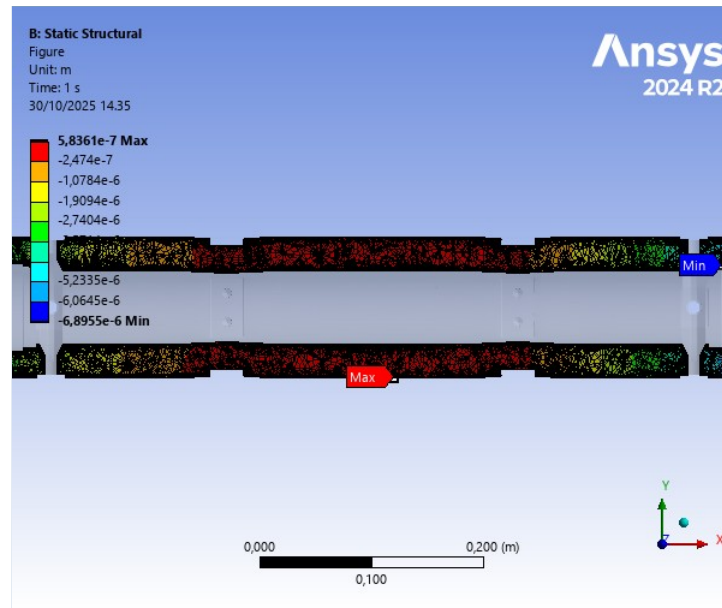 B: Static Structural
Figure
Unit: m
Time: 1 s
30/10/2025 14.35
Ansys
2024 R2
5,8361e-7 Max
-2,474e-7
-1,0784e-6
-1,9094e-6
-2,7404e-6
-5,2335e-6
-6,0645e-6
-6,8955e-6 Min
Min
Max
Y
X
0,000
0,200 (m)
0,100